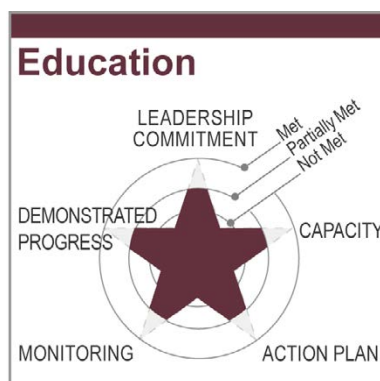 Education
LEADERSHIP
COMMITMENT
Met
Partially Met
Not Met
DEMONSTRATED
PROGRESS
CAPACITY
MONITORING
ACTION PLAN